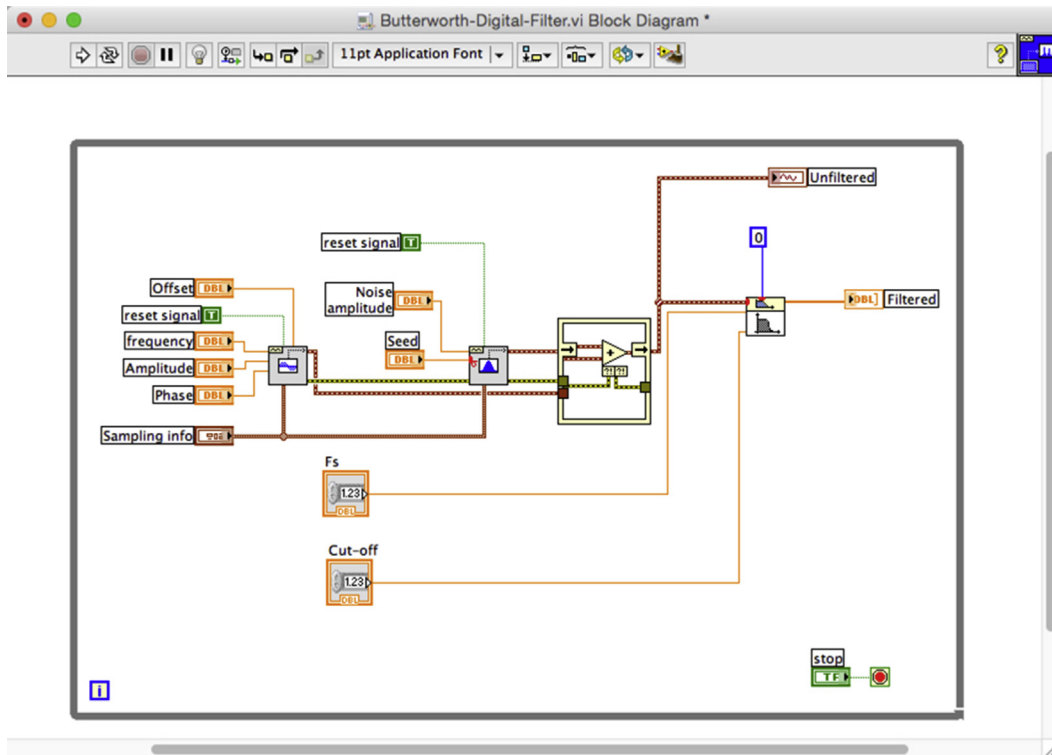 Butterworth-Digital-Filter.vi Block Diagram *
11pt Application Font
?
Unfiltered
reset signal T
0
Offset DBL
Noise
amplitude DBL
DBL Filtered
reset signal T
frequency DBL
Seed
DBL
Amplitude DBL
Phase DBL
Sampling info
Fs
1.23
DBL
Cut-off
1.23
DBL
stop
TF
i